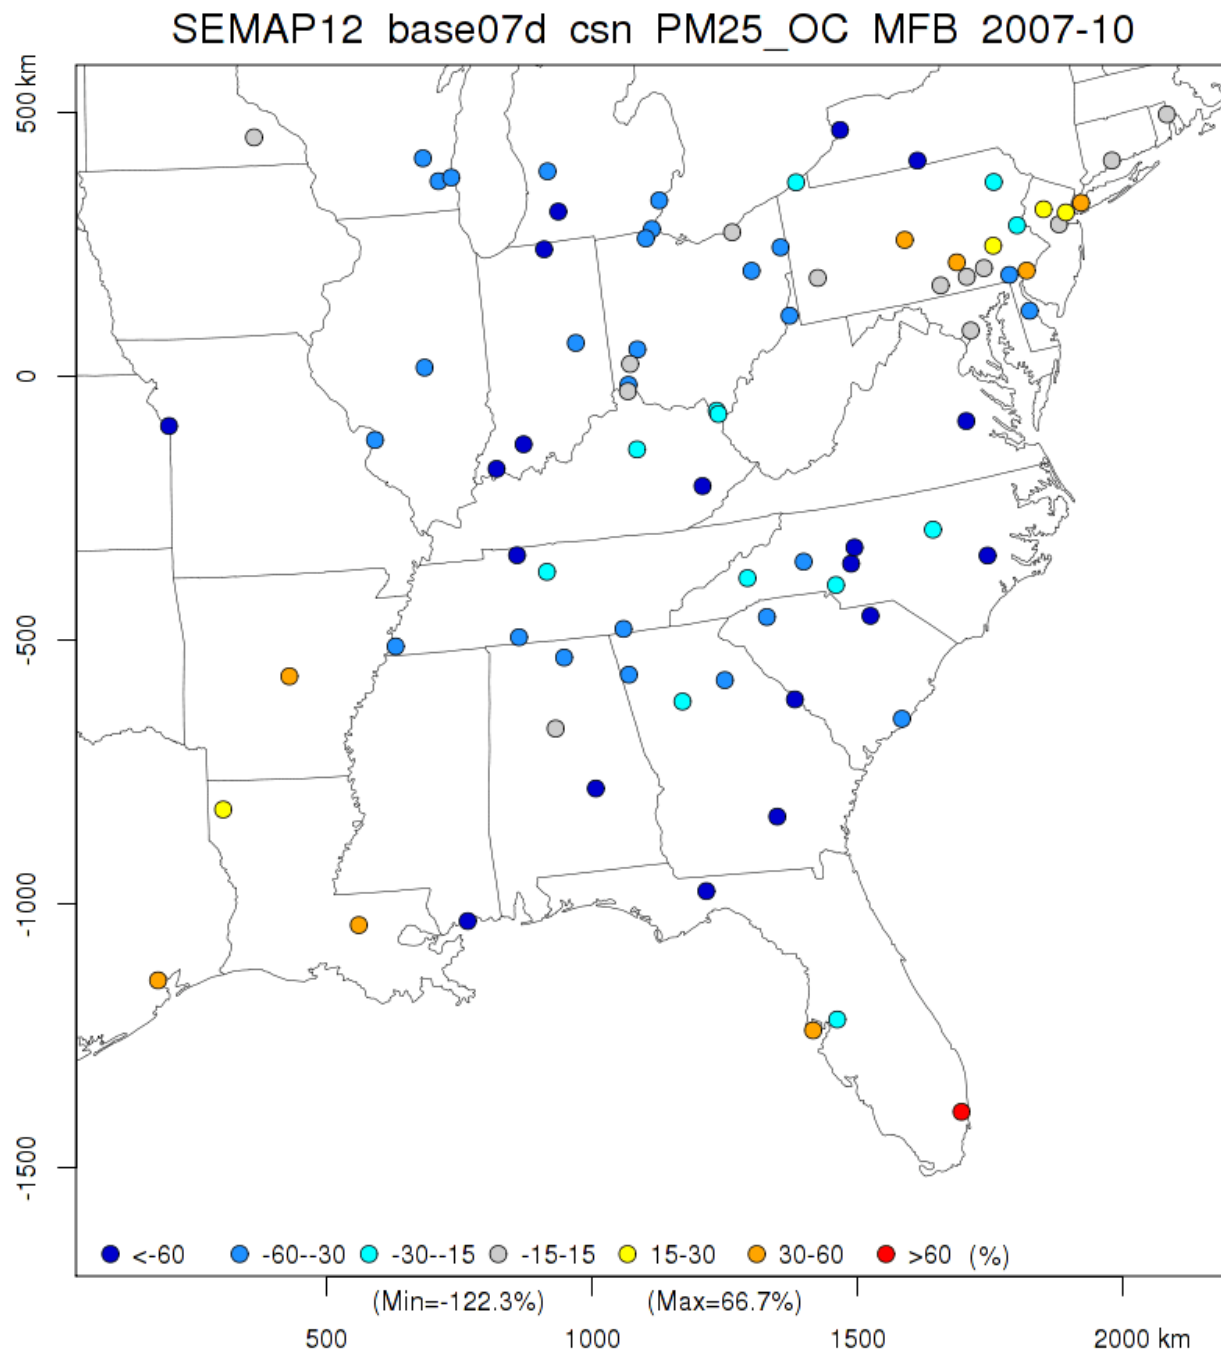 SEMAP12 base07d csn PM25_OC MFB 2007-10
500 km
0
-500
-1000
-1500
<-60 -60--30 -30--15 -15-15 15-30 30-60 >60 (%)
(Min=-122.3%) (Max=66.7%)
500 1000 1500 2000 km